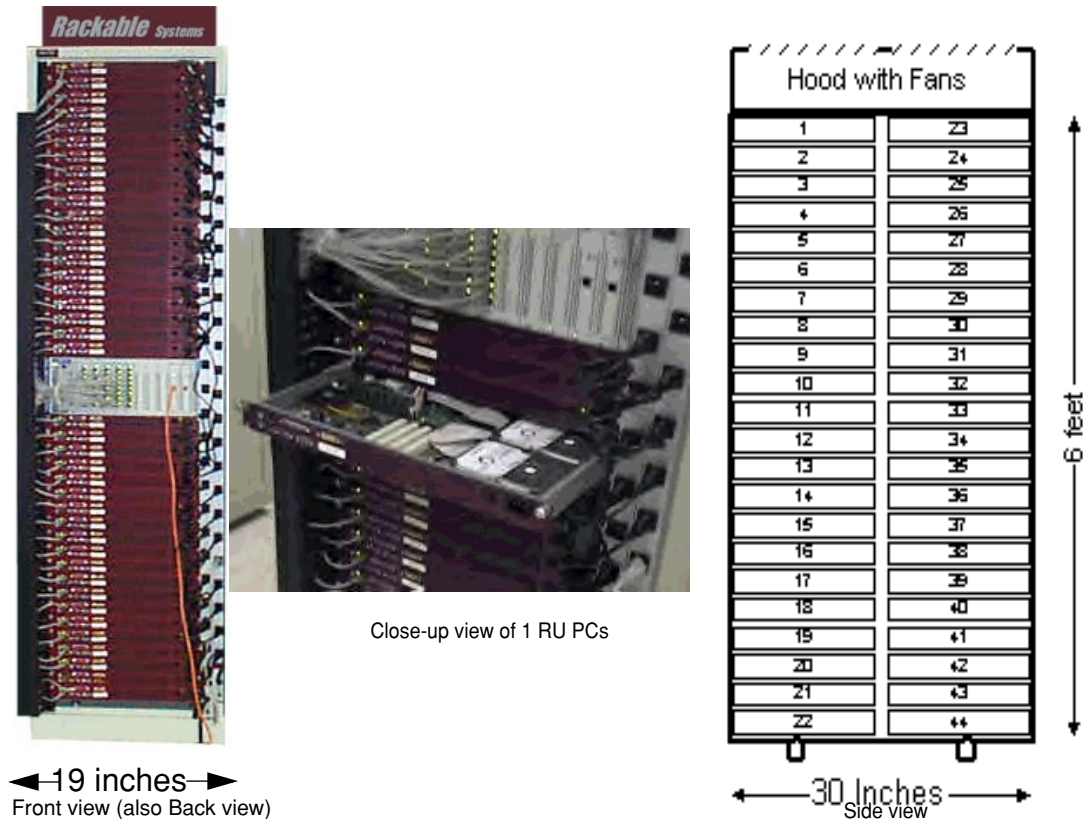 Rackable Systems
19 inches
Front view (also Back view)
Close-up view of 1 RU PCs
Hood with Fans
1 23
2 24
3 25
4 26
5 27
6 28
7 29
8 30
9 31
10 32
11 33
12 34
13 35
14 36
15 37
16 38
17 39
18 40
19 41
20 42
21 43
22 44
6 feet
30 Inches
Side view